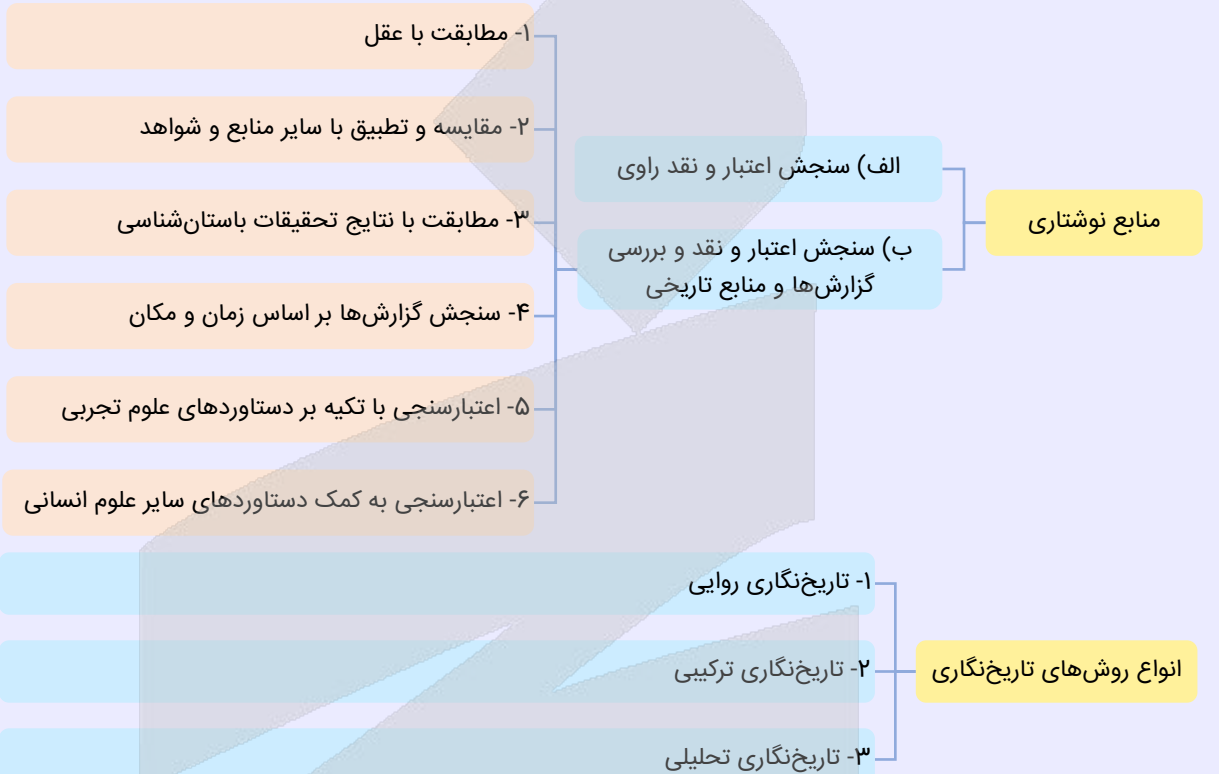 منابع نوشتاری
الف) سنجش اعتبار و نقد راوی
ب) سنجش اعتبار و نقد و بررسی
گزارش‌ها و منابع تاریخی
۱- مطابقت با عقل
۲- مقایسه و تطبیق با سایر منابع و شواهد
۳- مطابقت با نتایج تحقیقات باستان‌شناسی
۴- سنجش گزارش‌ها بر اساس زمان و مکان
۵- اعتبارسنجی با تکیه بر دستاوردهای علوم تجربی
۶- اعتبارسنجی به کمک دستاوردهای سایر علوم انسانی
انواع روش‌های تاریخ‌نگاری
۱- تاریخ‌نگاری روایی
۲- تاریخ‌نگاری ترکیبی
۳- تاریخ‌نگاری تحلیلی